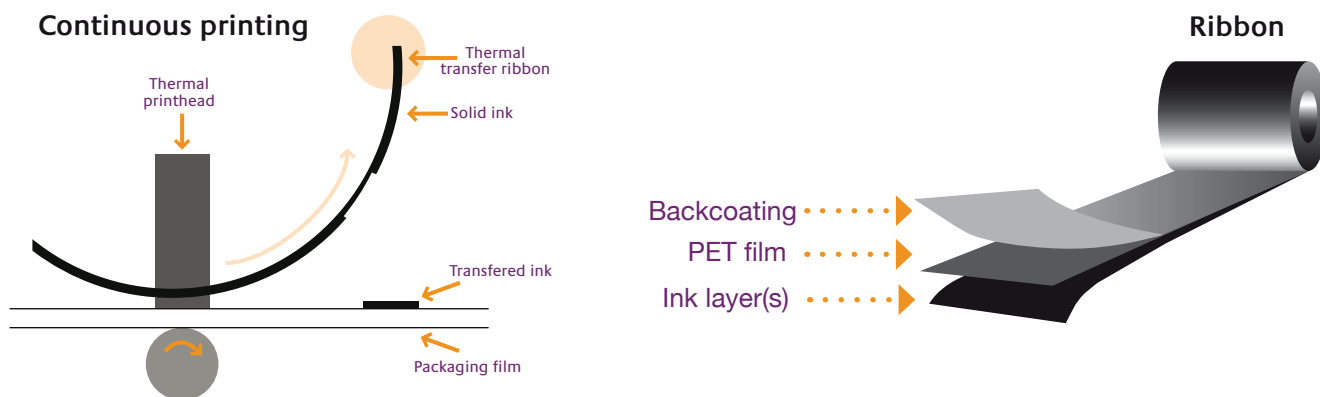 Continuous printing
Thermal
transfer ribbon
Thermal
printhead
Solid ink
Transfered ink
Packaging film
Ribbon
Backcoating
PET film
Ink layer(s)